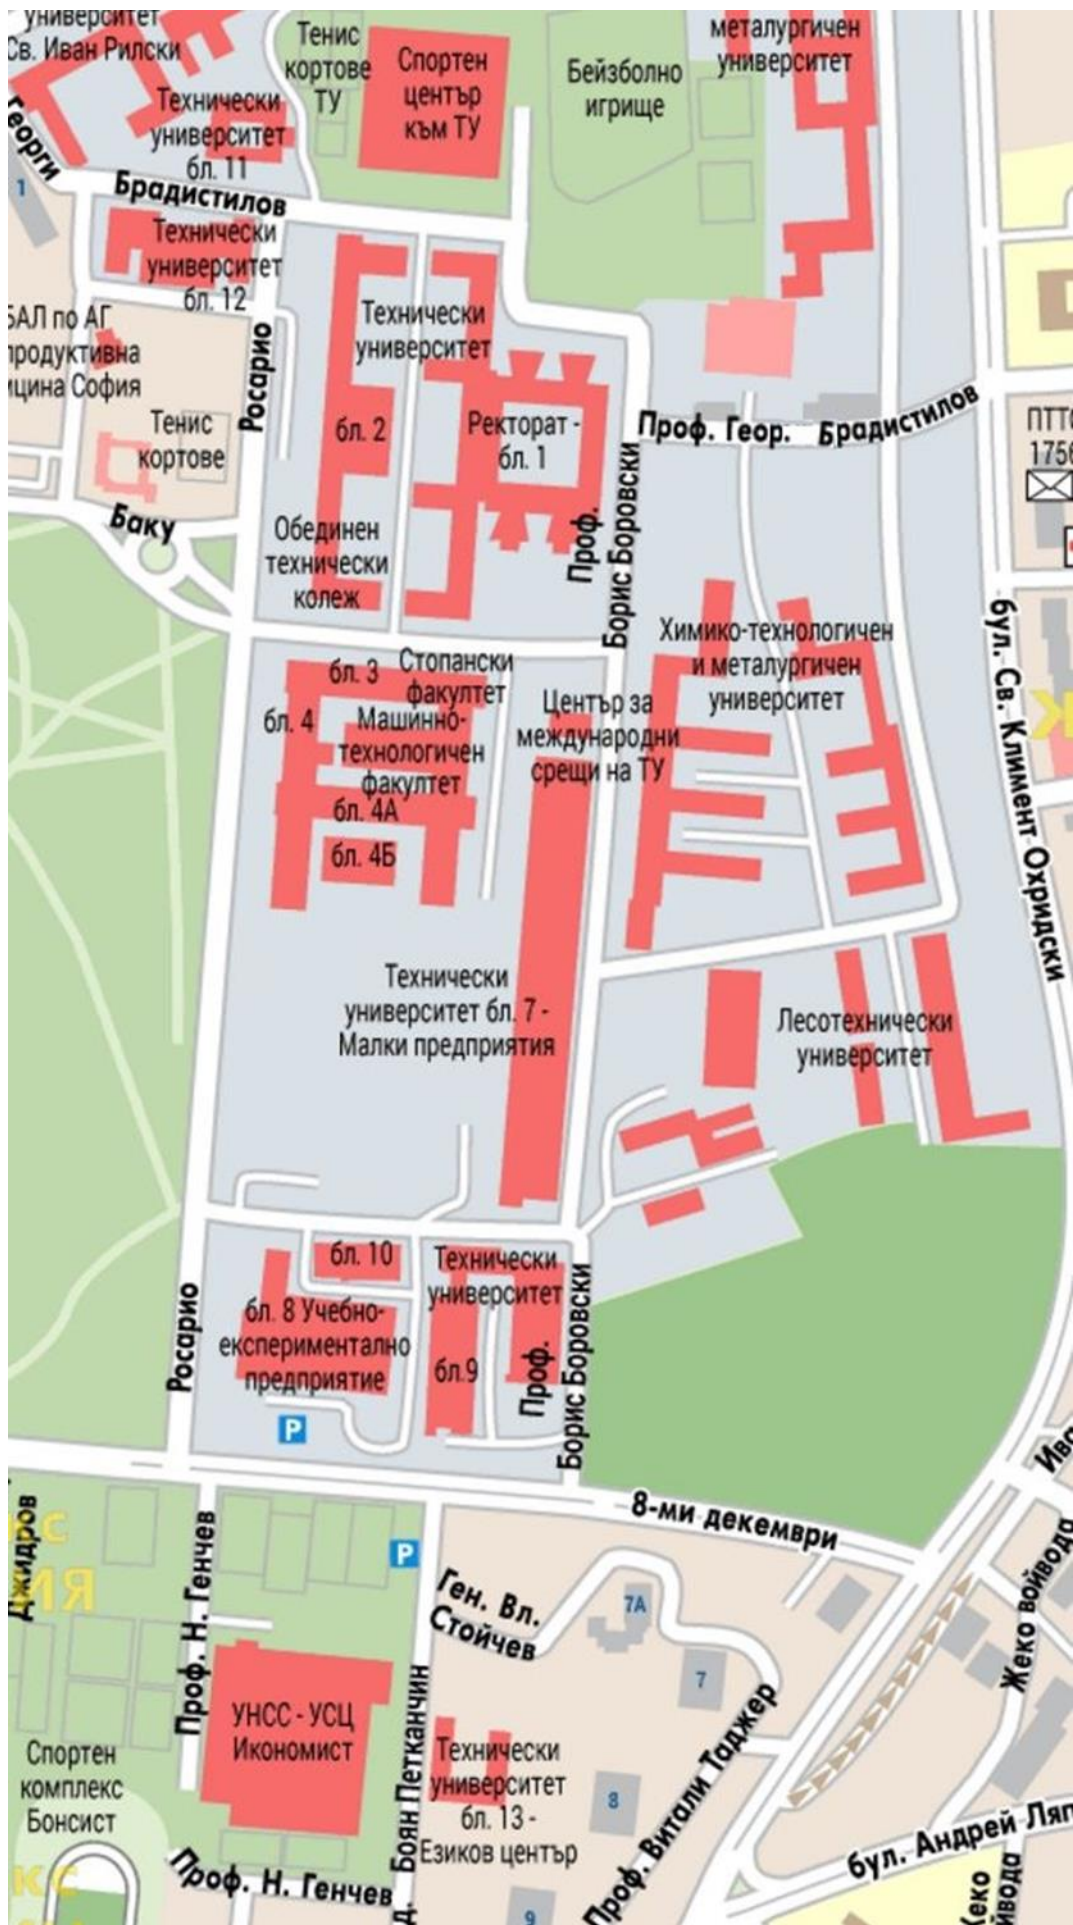 университет
Св. Иван Рилски
Тенис
кортове
ТУ
Спортен
център
към ТУ
Бейзболно
игрище
металургичен
университет
Георги
Технически
университет
бл. 11
1
Брадистилов
Технически
университет
бл. 12
БАЛ по АГ
продуктивна
ицина София
Росарио
Технически
университет
Тенис
кортове
бл. 2
Ректорат -
бл. 1
Проф. Геор. Брадистилов
ПТТС
1756
Баку
Обединен
технически
колеж
Проф.
Борис Боровски
бул. Св. Климент Охридски
Химико-технологичен
и металургичен
университет
бл. 3
Стопански
факултет
бл. 4
Машинно-
технологичен
факултет
бл. 4А
бл. 4Б
Център за
международни
срещи на ТУ
Технически
университет бл. 7 -
Малки предприятия
Лесотехнически
университет
Росарио
бл. 10
Технически
университет
бл. 8 Учебно-
експериментално
предприятие
бл.9
Проф.
Борис Боровски
P
8-ми декември
Джидров
ИЯ
Проф. Н. Генчев
P
Ген. Вл.
Стойчев
7А
7
Жеко войвода
УНСС - УСЦ
Икономист
Боян Петканчин
Технически
университет
бл. 13 -
Езиков център
8
Проф. Витали Таджер
Спортен
комплекс
Бонсист
бул. Андрей Ляп
Проф. Н. Генчев
кс
9